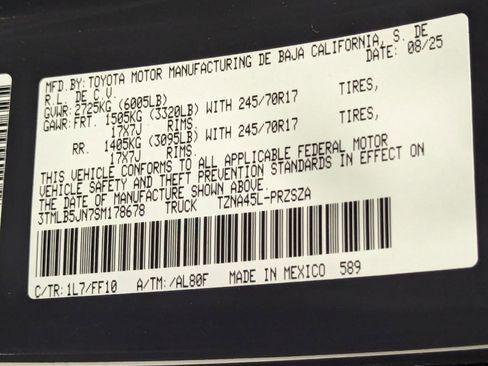 MFD.BY: TOYOTA MOTOR MANUFACTURING DE BAJA CALIFORNIA, S. DE
R.L. DE C.V. DATE: 08/25
GVWR: 2725KG (6005LB)
GAWR: FRT. 1505KG (3320LB) WITH 245/70R17 TIRES,
17X7J RIMS
RR. 1405KG (3095LB) WITH 245/70R17 TIRES,
17X7J RIMS.
THIS VEHICLE CONFORMS TO ALL APPLICABLE FEDERAL MOTOR
VEHICLE SAFETY AND THEFT PREVENTION STANDARDS IN EFFECT ON
THE DATE OF MANUFACTURE SHOWN ABOVE.
3TMLB5JN7SM178678 TRUCK TZNA45L-PRZSZA
C/TR: 1L7/FF10 A/TM: /AL80F MADE IN MEXICO 589